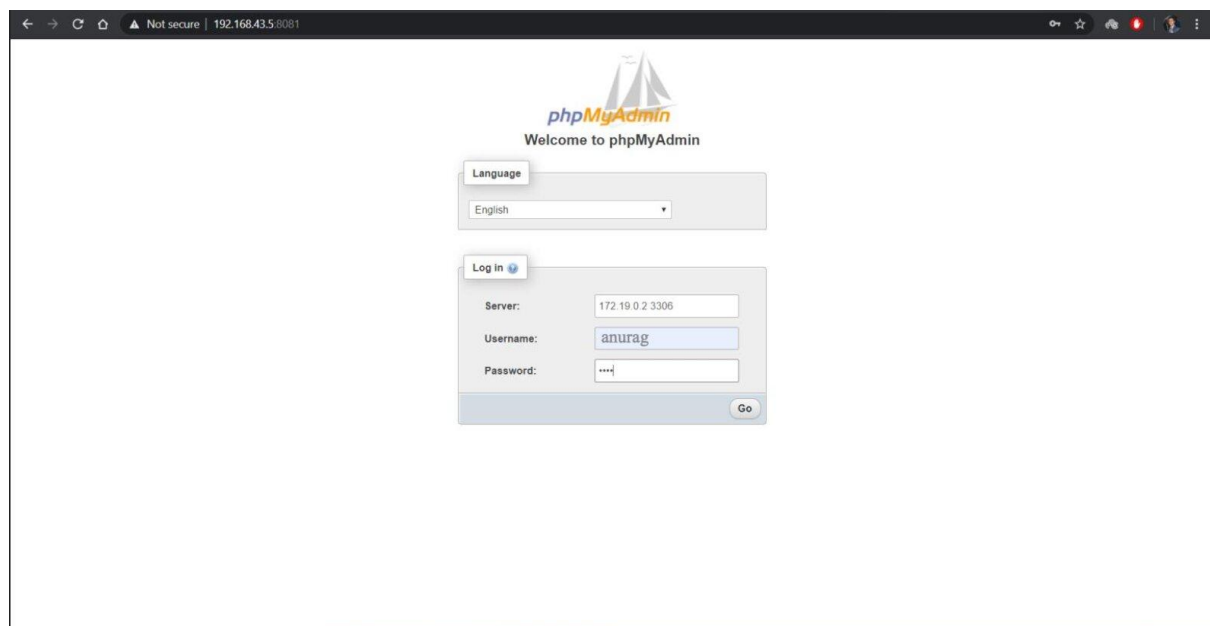 Not secure | 192.168.43.5:8081
phpMyAdmin
Welcome to phpMyAdmin
Language
English
Log in
Server: 172.19.0.2 3306
Username: anurag
Password: ••••
Go